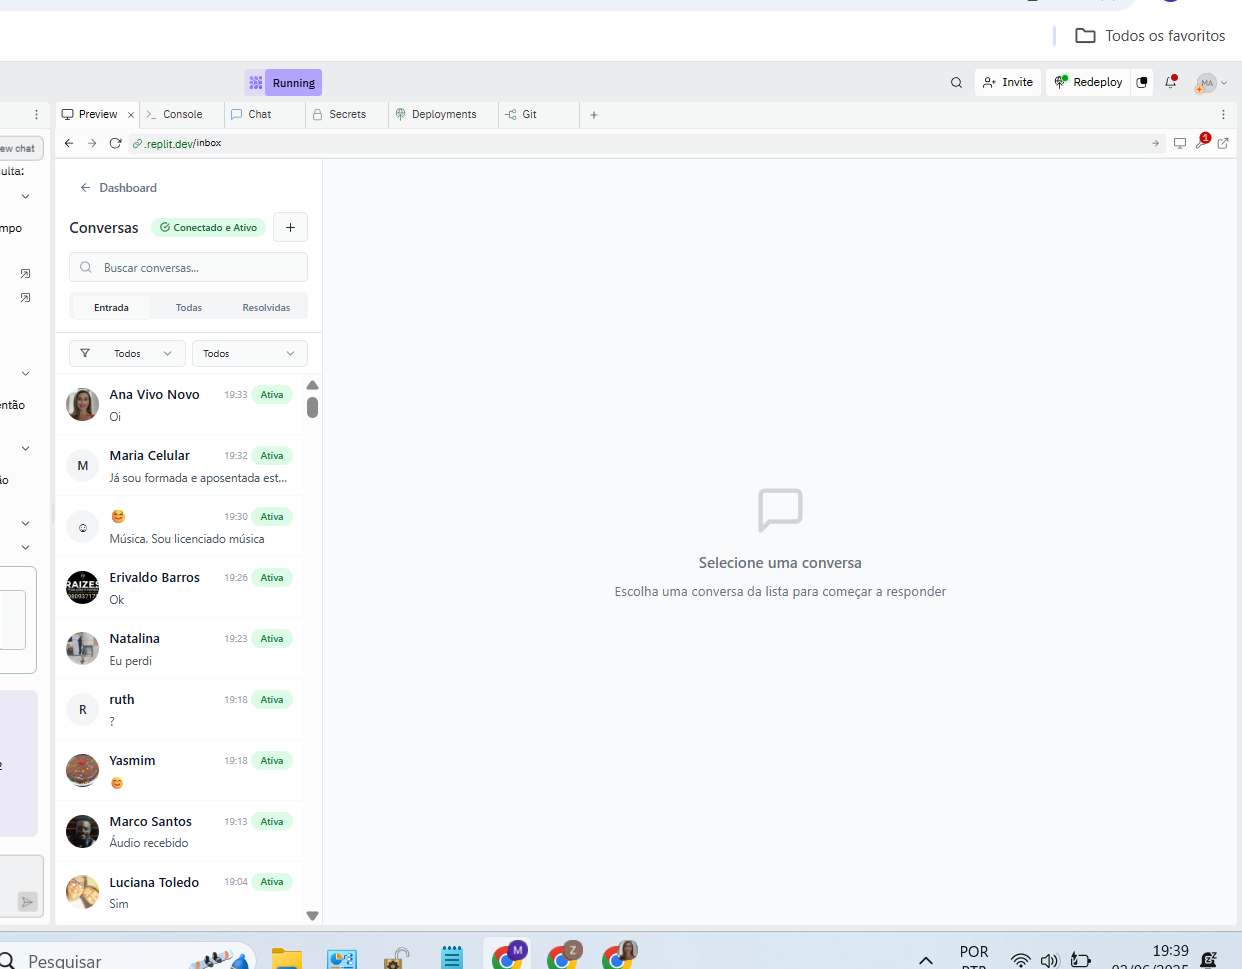 Todos os favoritos
Running
Invite
Redeploy
MA
Preview
Console
Chat
Secrets
Deployments
Git
ew chat
.replit.dev/inbox
1
ulta:
mpo
então
ão
2
Dashboard
Conversas
Conectado e Ativo
Buscar conversas...
Entrada
Todas
Resolvidas
Todos
Todos
Ana Vivo Novo
19:33
Ativa
Oi
M
Maria Celular
19:32
Ativa
Já sou formada e aposentada est...
😅
19:30
Ativa
Música. Sou licenciado música
RAIZES
Erivaldo Barros
19:26
Ativa
Ok
Natalina
19:23
Ativa
Eu perdi
R
ruth
19:18
Ativa
?
Yasmim
19:18
Ativa
😊
Marco Santos
19:13
Ativa
Áudio recebido
Luciana Toledo
19:04
Ativa
Sim
Selecione uma conversa
Escolha uma conversa da lista para começar a responder
Pesquisar
M
Z
POR
19:39